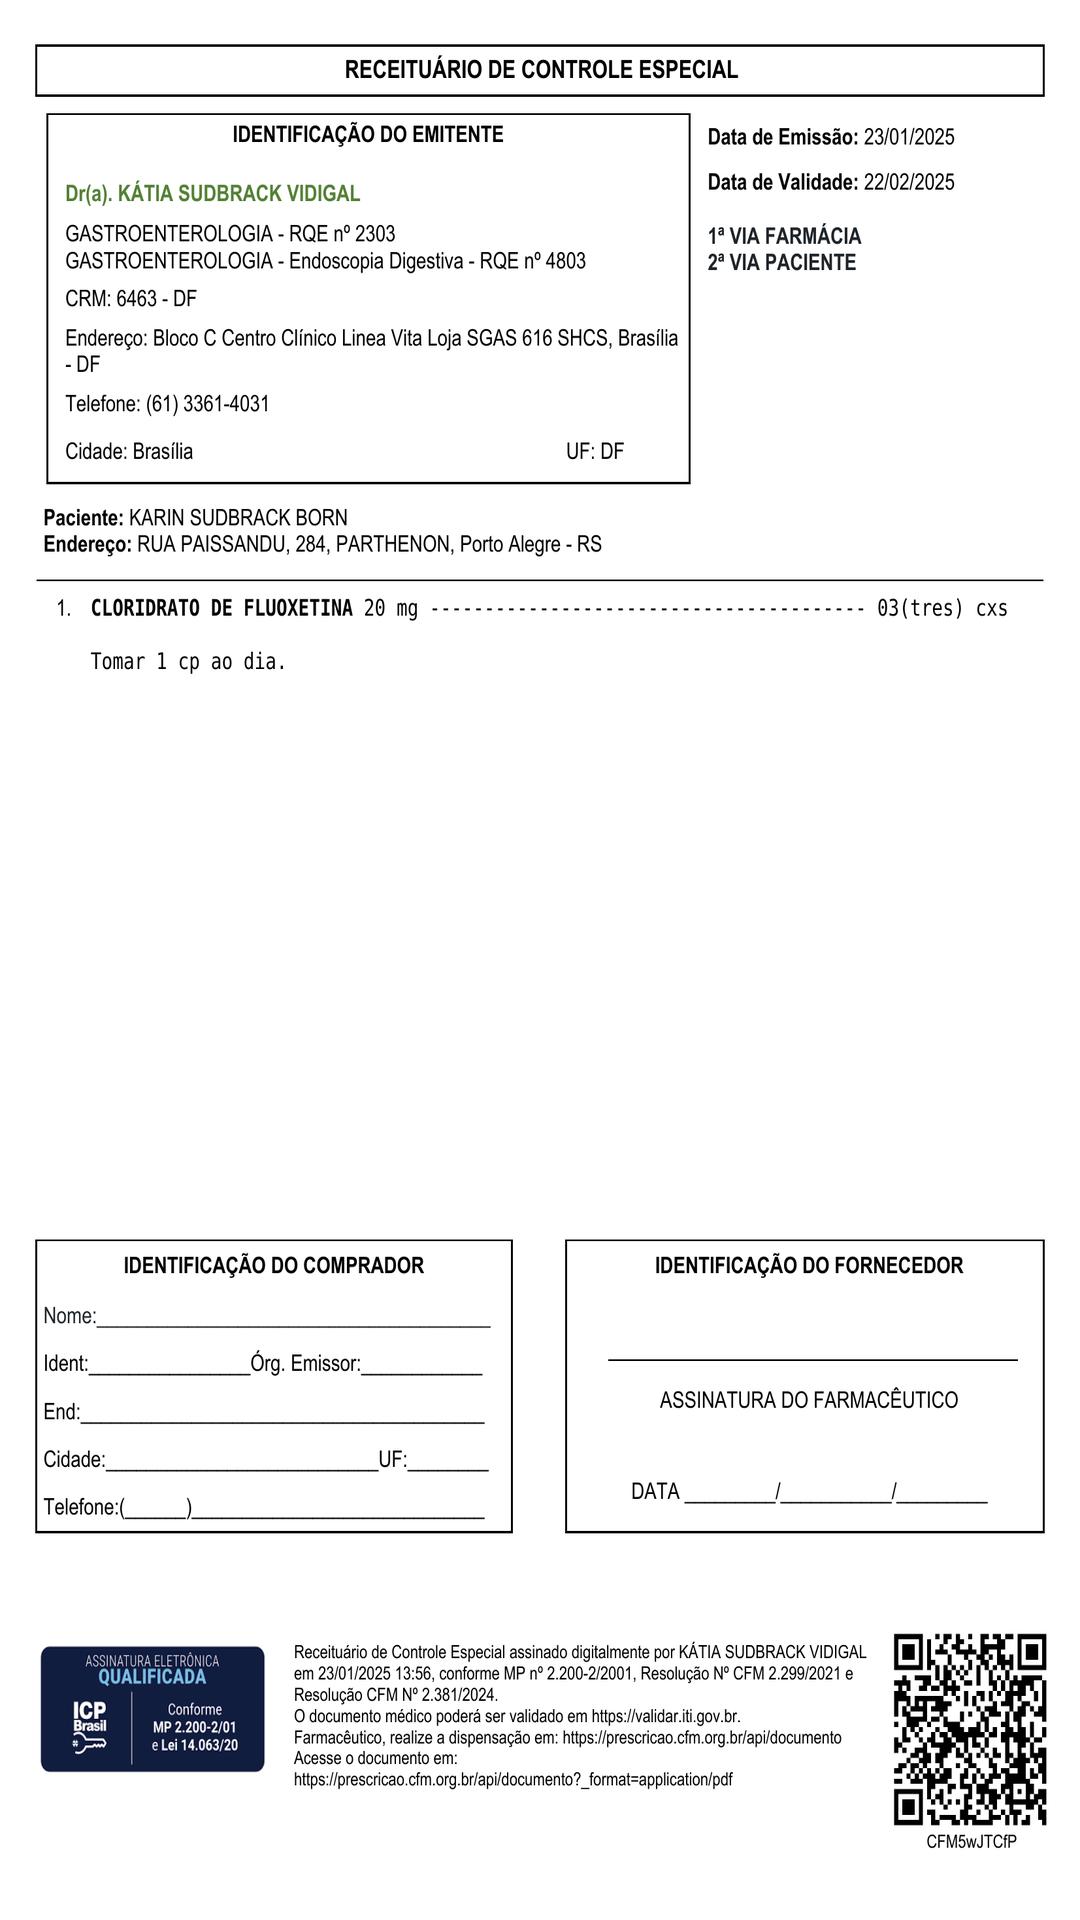 RECEITUÁRIO DE CONTROLE ESPECIAL
IDENTIFICAÇÃO DO EMITENTE
Dr(a). KÁTIA SUDBRACK VIDIGAL
GASTROENTEROLOGIA - RQE nº 2303
GASTROENTEROLOGIA - Endoscopia Digestiva - RQE nº 4803
CRM: 6463 - DF
Endereço: Bloco C Centro Clínico Linea Vita Loja SGAS 616 SHCS, Brasília
- DF
Telefone: (61) 3361-4031
Cidade: Brasília UF: DF
Data de Emissão: 23/01/2025
Data de Validade: 22/02/2025
1ª VIA FARMÁCIA
2ª VIA PACIENTE
Paciente: KARIN SUDBRACK BORN
Endereço: RUA PAISSANDU, 284, PARTHENON, Porto Alegre - RS
1. CLORIDRATO DE FLUOXETINA 20 mg ---------------------------------------- 03(tres) cxs
Tomar 1 cp ao dia.
IDENTIFICAÇÃO DO COMPRADOR
Nome:_______________________________________
Ident:________________Órg. Emissor:____________
End:________________________________________
Cidade:___________________________UF:________
Telefone:(______)_____________________________
IDENTIFICAÇÃO DO FORNECEDOR
ASSINATURA DO FARMACÊUTICO
DATA _________/___________/_________
ASSINATURA ELETRÔNICA
QUALIFICADA
ICP
Brasil
Conforme
MP 2.200-2/01
e Lei 14.063/20
Receituário de Controle Especial assinado digitalmente por KÁTIA SUDBRACK VIDIGAL
em 23/01/2025 13:56, conforme MP nº 2.200-2/2001, Resolução Nº CFM 2.299/2021 e
Resolução CFM Nº 2.381/2024.
O documento médico poderá ser validado em https://validar.iti.gov.br.
Farmacêutico, realize a dispensação em: https://prescricao.cfm.org.br/api/documento
Acesse o documento em:
https://prescricao.cfm.org.br/api/documento?_format=application/pdf
CFM5wJTCfP